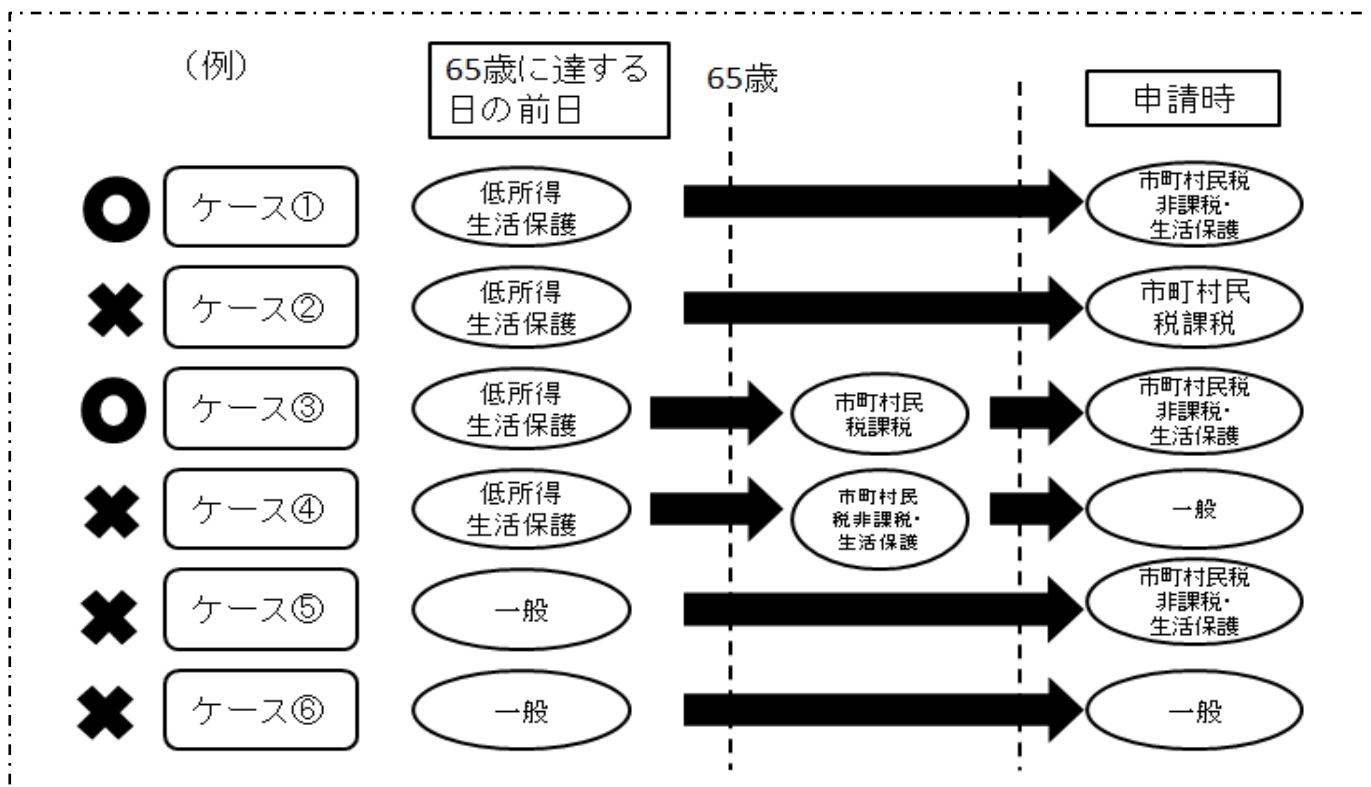 （例）
65歳に達する
日の前日
65歳
申請時
ケース①
低所得
生活保護
市町村民税
非課税・
生活保護
ケース②
低所得
生活保護
市町村民
税課税
ケース③
低所得
生活保護
市町村民
税課税
市町村民税
非課税・
生活保護
ケース④
低所得
生活保護
市町村民
税非課税・
生活保護
一般
ケース⑤
一般
市町村民税
非課税・
生活保護
ケース⑥
一般
一般